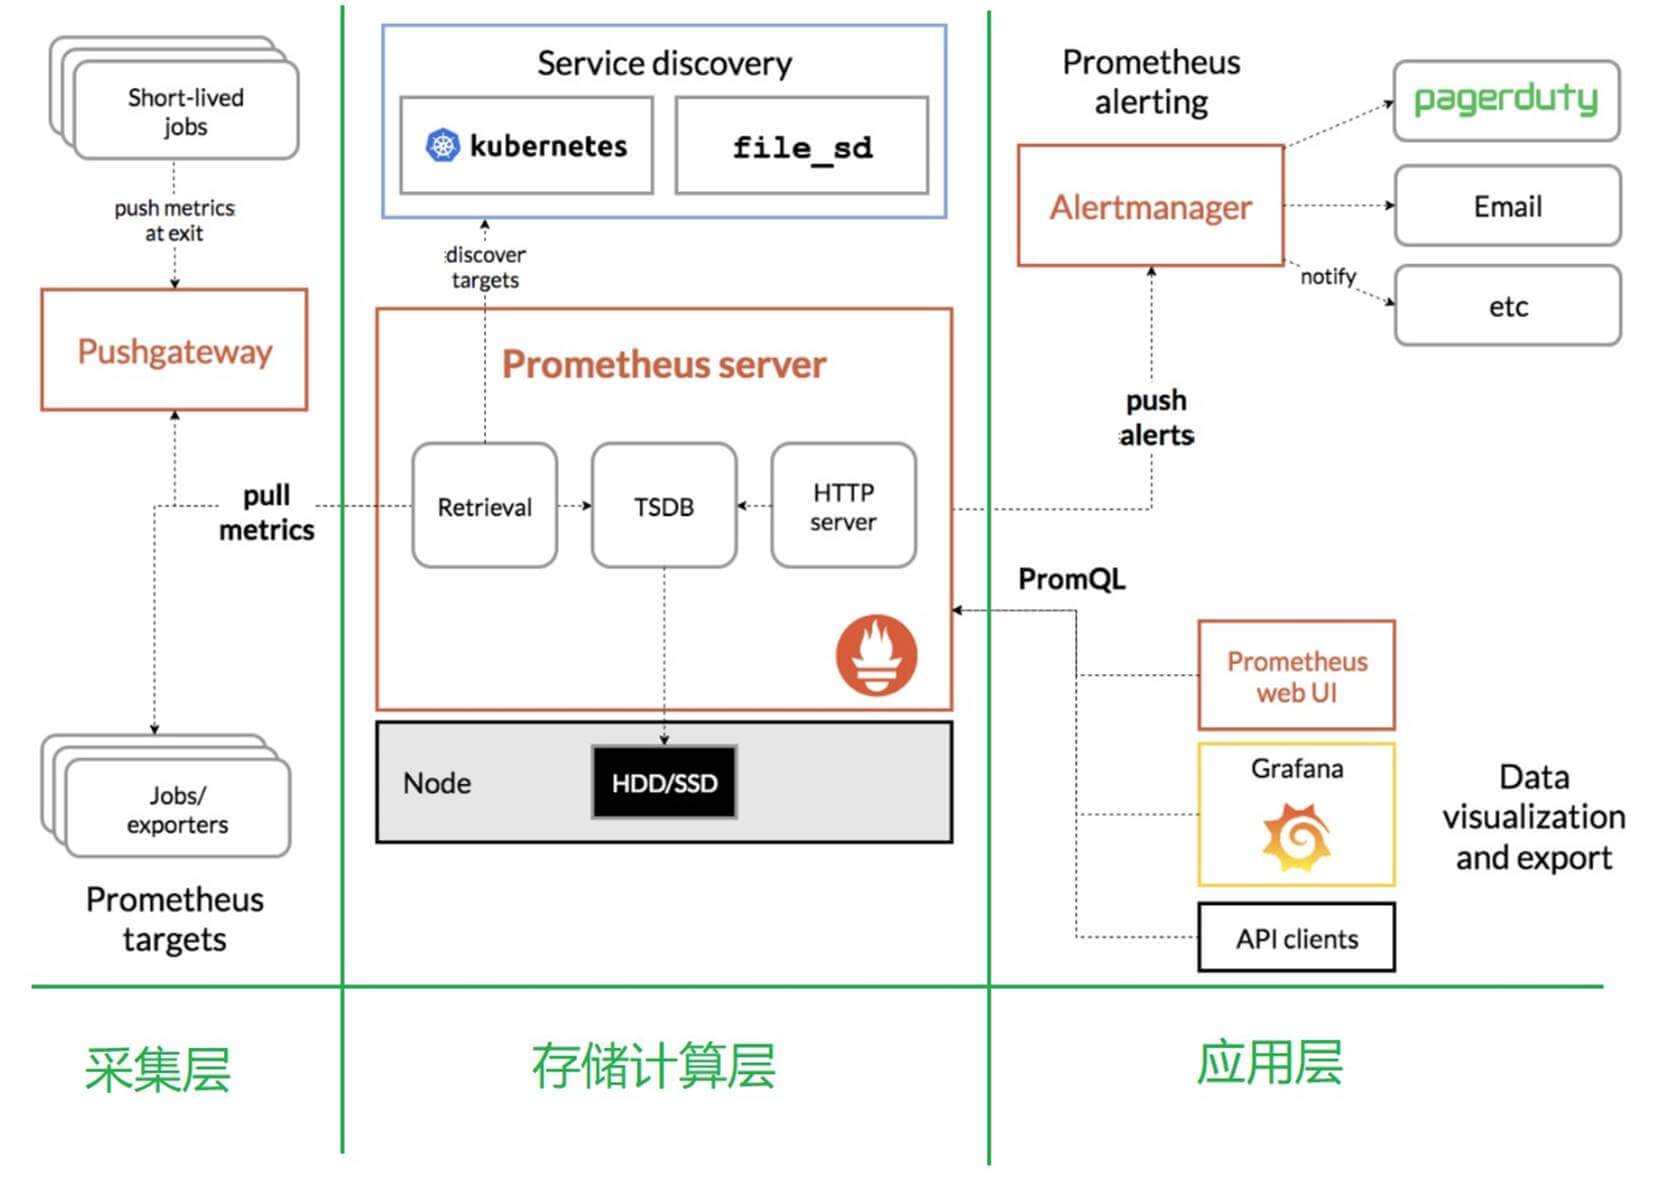 Short-lived
jobs
push metrics
at exit
Pushgateway
pull
metrics
Jobs/
exporters
Prometheus
targets
Service discovery
kubernetes
file_sd
discover
targets
Prometheus server
Retrieval
TSDB
HTTP
server
Node
HDD/SSD
Prometheus
alerting
Alertmanager
pagerduty
Email
notify
etc
push
alerts
PromQL
Prometheus
web UI
Grafana
API clients
Data
visualization
and export
采集层
存储计算层
应用层